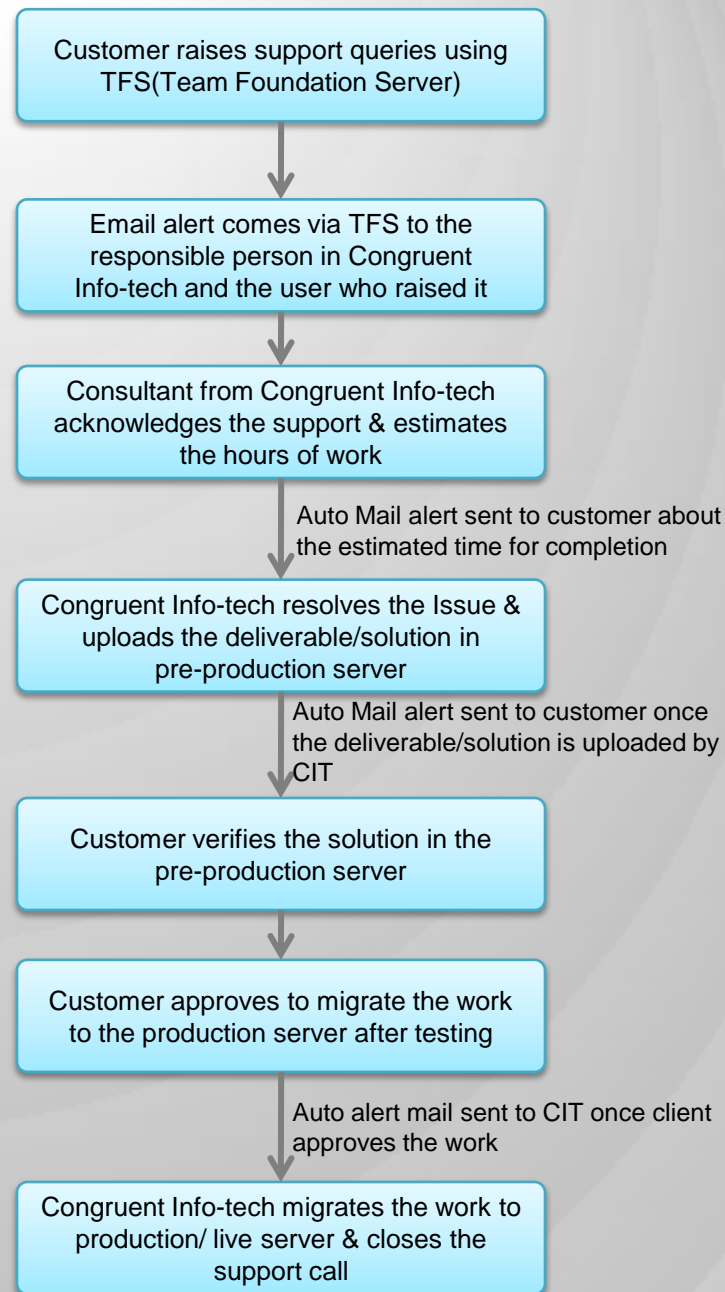 Customer raises support queries using
TFS(Team Foundation Server)
Email alert comes via TFS to the
responsible person in Congruent
Info-tech and the user who raised it
Consultant from Congruent Info-tech
acknowledges the support & estimates
the hours of work
Auto Mail alert sent to customer about
the estimated time for completion
Congruent Info-tech resolves the Issue &
uploads the deliverable/solution in
pre-production server
Auto Mail alert sent to customer once
the deliverable/solution is uploaded by
CIT
Customer verifies the solution in the
pre-production server
Customer approves to migrate the work
to the production server after testing
Auto alert mail sent to CIT once client
approves the work
Congruent Info-tech migrates the work to
production/ live server & closes the
support call